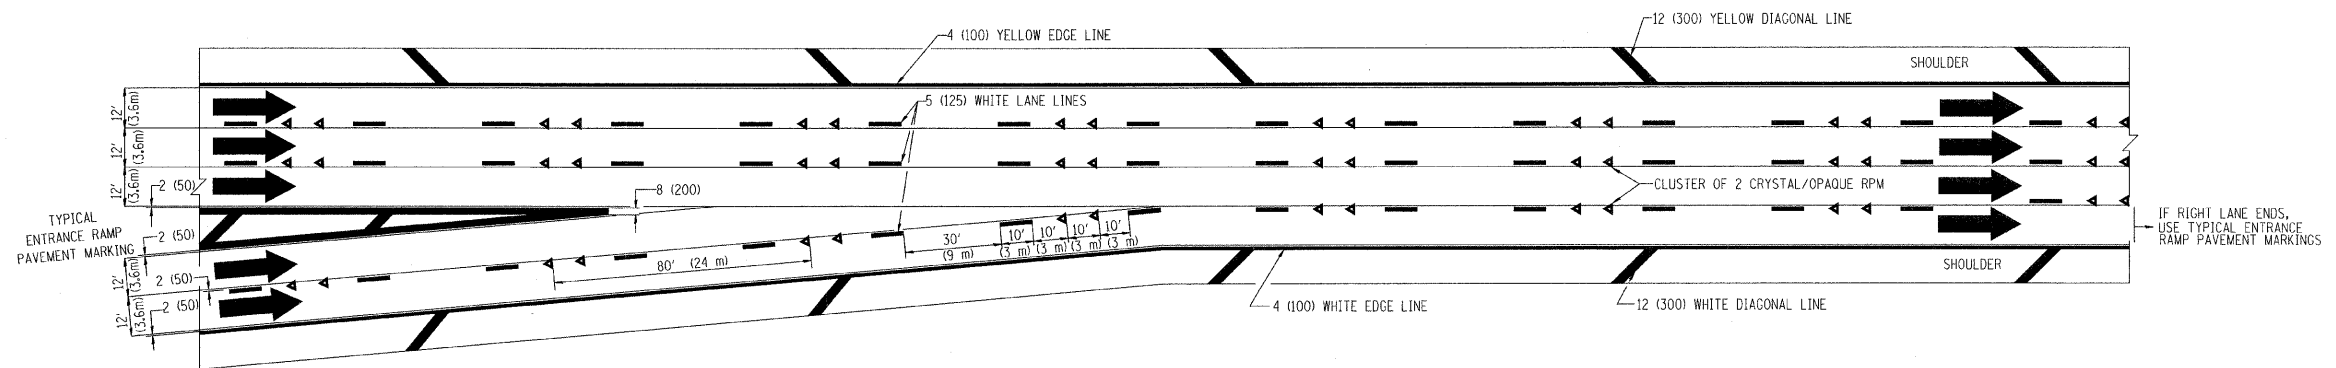 12 (300) YELLOW DIAGONAL LINE
4 (100) YELLOW EDGE LINE
SHOULDER
5 (125) WHITE LANE LINES
12'
(3.6m)
12'
(3.6m)
12'
(3.6m)
2 (50)
8 (200)
CLUSTER OF 2 CRYSTAL/OPAQUE RPM
TYPICAL
ENTRANCE RAMP
PAVEMENT MARKING
2 (50)
IF RIGHT LANE ENDS,
USE TYPICAL ENTRANCE
RAMP PAVEMENT MARKINGS
30'
(9 m)
10'
(3 m)
10'
(3 m)
10'
(3 m)
10'
(3 m)
80' (24 m)
SHOULDER
12'
(3.6m)
2 (50)
12'
(3.6m)
2 (50)
4 (100) WHITE EDGE LINE
12 (300) WHITE DIAGONAL LINE